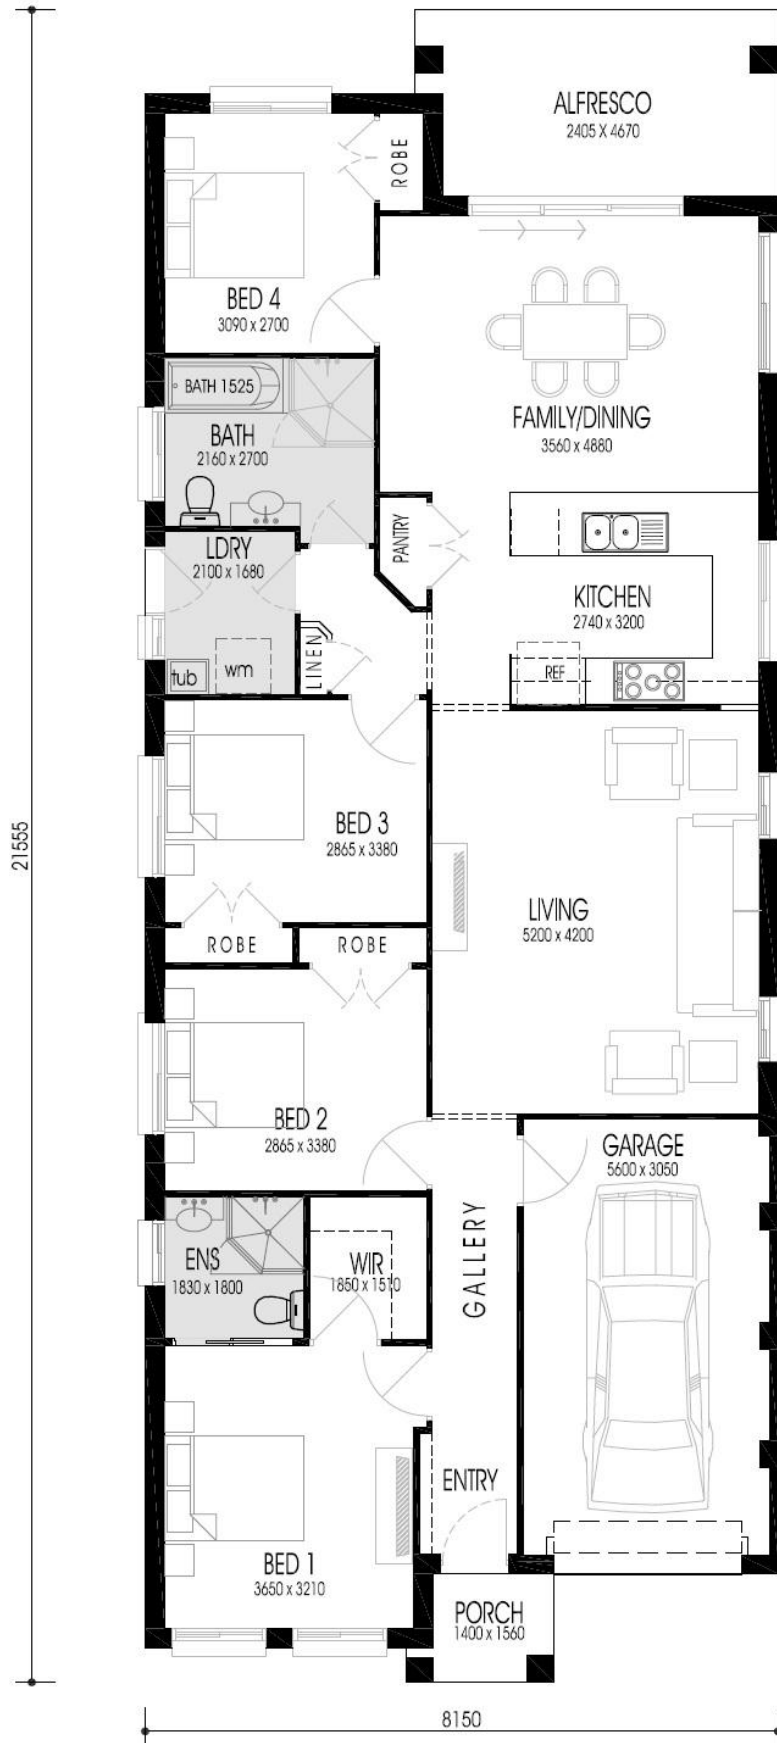 ALFRESCO
2405 X 4670
ROBE
BED 4
3090 x 2700
BATH 1525
BATH
2160 x 2700
FAMILY/DINING
3560 x 4880
PANTRY
LDRY
2100 x 1680
KITCHEN
2740 x 3200
LINEN
tub
wm
REF
21555
BED 3
2865 x 3380
LIVING
5200 x 4200
ROBE
ROBE
BED 2
2865 x 3380
GARAGE
5600 x 3050
GALLERY
ENS
1830 x 1800
WIR
1850 x 1510
ENTRY
BED 1
3650 x 3210
PORCH
1400 x 1560
8150